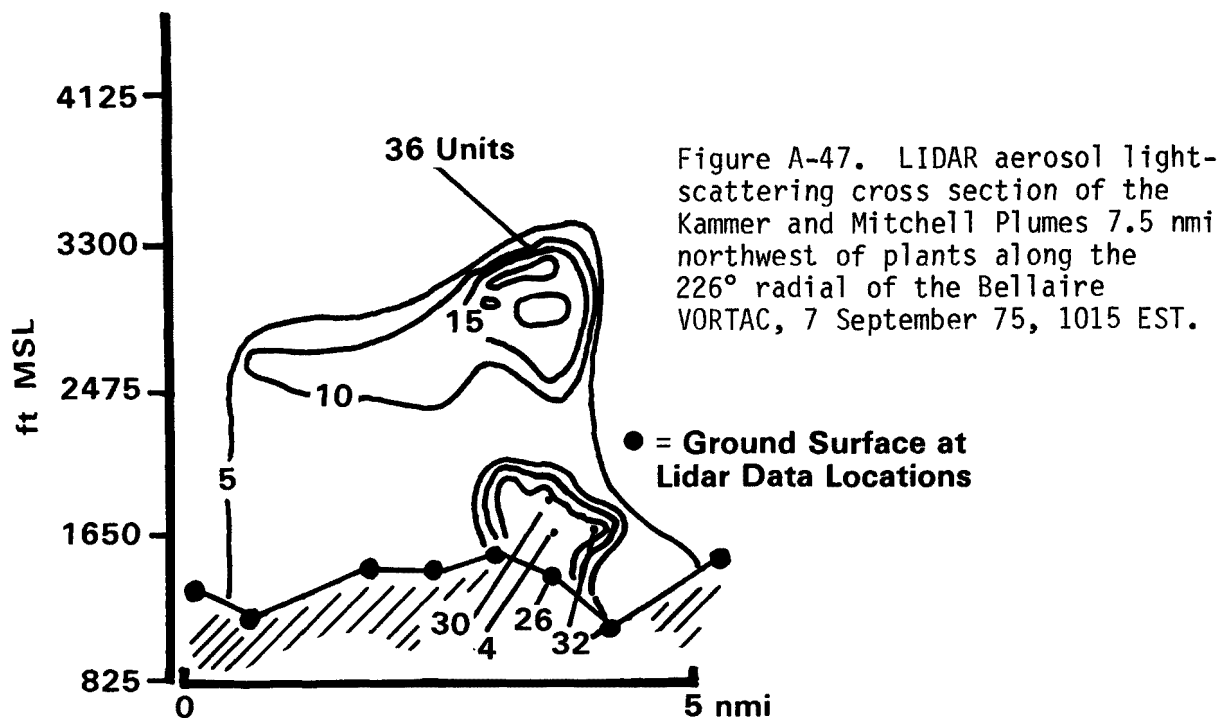 4125
36 Units
Figure A-47. LIDAR aerosol light-
scattering cross section of the
Kammer and Mitchell Plumes 7.5 nmi
northwest of plants along the
226° radial of the Bellaire
VORTAC, 7 September 75, 1015 EST.
3300
15
ft MSL
2475
10
● = Ground Surface at
Lidar Data Locations
5
1650
30
4
26
32
825
0
5 nmi